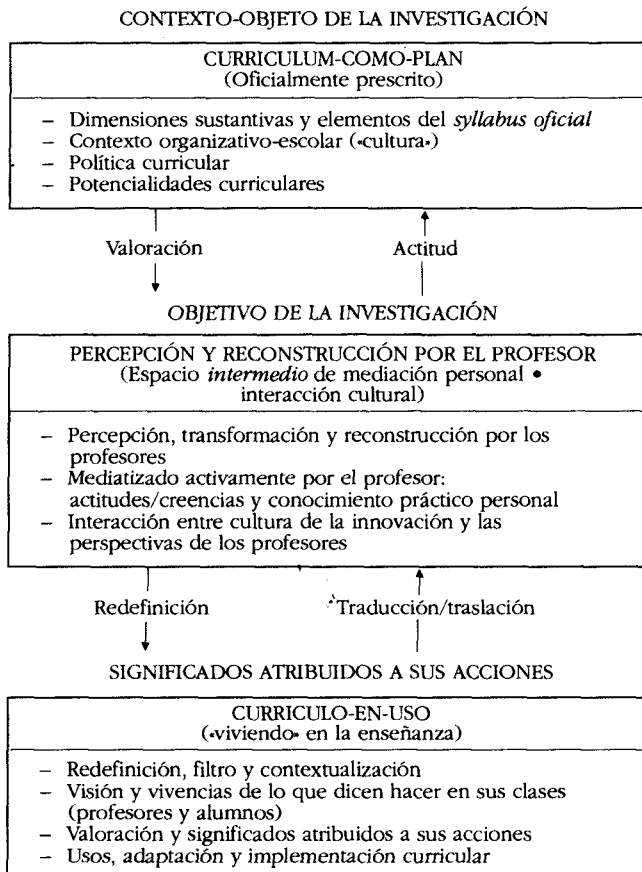 CONTEXTO-OBJETO DE LA INVESTIGACIÓN
CURRICULUM-COMO-PLAN
(Oficialmente prescrito)
– Dimensiones sustantivas y elementos del syllabus oficial
– Contexto organizativo-escolar («cultura»)
– Política curricular
– Potencialidades curriculares
Valoración Actitud
OBJETIVO DE LA INVESTIGACIÓN
PERCEPCIÓN Y RECONSTRUCCIÓN POR EL PROFESOR
(Espacio intermedio de mediación personal •
interacción cultural)
– Percepción, transformación y reconstrucción por los
profesores
– Mediatizado activamente por el profesor:
actitudes/creencias y conocimiento práctico personal
– Interacción entre cultura de la innovación y las
perspectivas de los profesores
Redefinición Traducción/traslación
SIGNIFICADOS ATRIBUIDOS A SUS ACCIONES
CURRICULO-EN-USO
(«viviendo» en la enseñanza)
– Redefinición, filtro y contextualización
– Visión y vivencias de lo que dicen hacer en sus clases
(profesores y alumnos)
– Valoración y significados atribuidos a sus acciones
– Usos, adaptación y implementación curricular